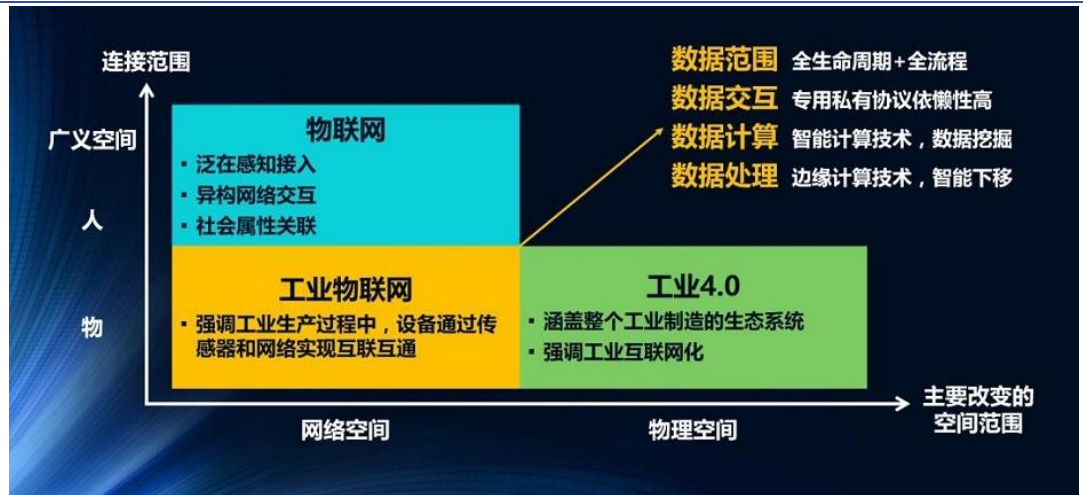 连接范围
广义空间
人
物
物联网
▪ 泛在感知接入
▪ 异构网络交互
▪ 社会属性关联
工业物联网
▪ 强调工业生产过程中，设备通过传
感器和网络实现互联互通
工业4.0
▪ 涵盖整个工业制造的生态系统
▪ 强调工业互联网化
数据范围 全生命周期+全流程
数据交互 专用私有协议依懒性高
数据计算 智能计算技术，数据挖掘
数据处理 边缘计算技术，智能下移
网络空间
物理空间
主要改变的
空间范围